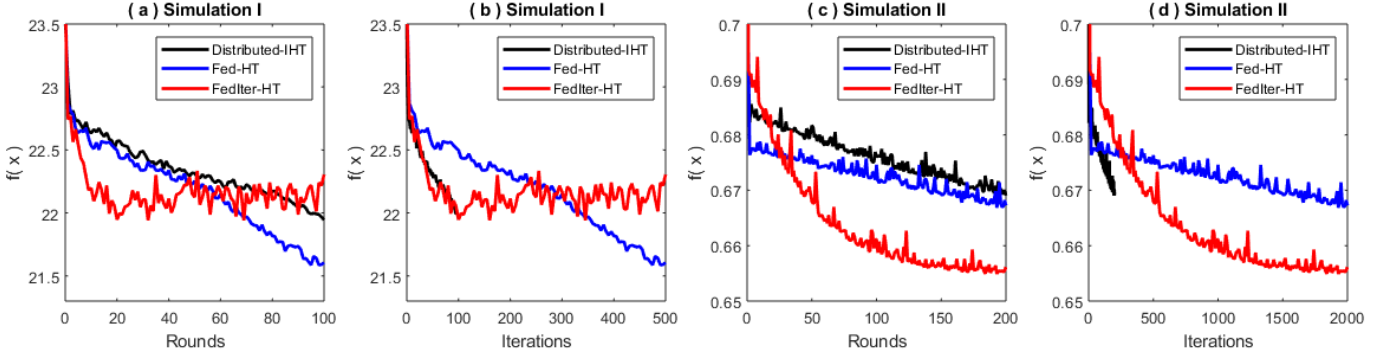 ( a ) Simulation I
23.5
23
22.5
22
21.5
f( x )
0 20 40 60 80 100
Rounds
Distributed-IHT
Fed-HT
FedIter-HT
( b ) Simulation I
23.5
23
22.5
22
21.5
f( x )
0 100 200 300 400 500
Iterations
Distributed-IHT
Fed-HT
FedIter-HT
( c ) Simulation II
0.7
0.69
0.68
0.67
0.66
0.65
f( x )
0 50 100 150 200
Rounds
Distributed-IHT
Fed-HT
FedIter-HT
( d ) Simulation II
0.7
0.69
0.68
0.67
0.66
0.65
f( x )
0 500 1000 1500 2000
Iterations
Distributed-IHT
Fed-HT
FedIter-HT